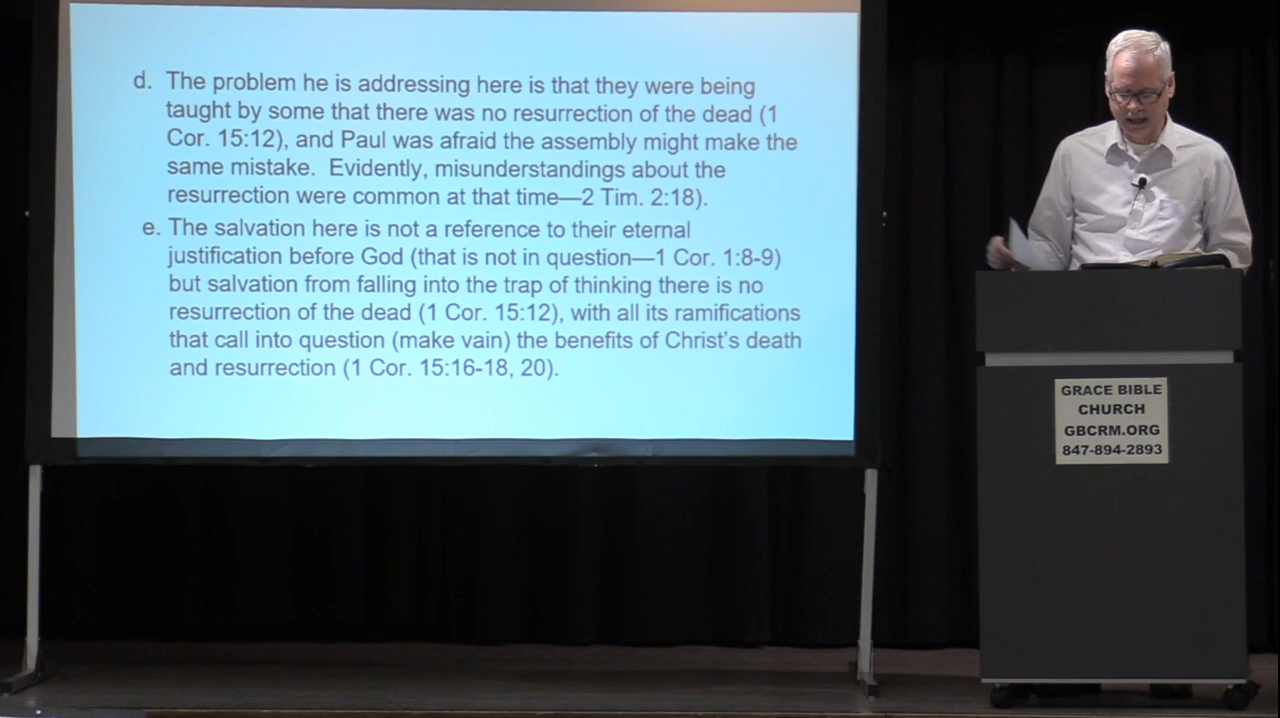 d. The problem he is addressing here is that they were being
taught by some that there was no resurrection of the dead (1
Cor. 15:12), and Paul was afraid the assembly might make the
same mistake.  Evidently, misunderstandings about the
resurrection were common at that time—2 Tim. 2:18).
e. The salvation here is not a reference to their eternal
justification before God (that is not in question—1 Cor. 1:8-9)
but salvation from falling into the trap of thinking there is no
resurrection of the dead (1 Cor. 15:12), with all its ramifications
that call into question (make vain) the benefits of Christ's death
and resurrection (1 Cor. 15:16-18, 20).
GRACE BIBLE
CHURCH
GBCRM.ORG
847-894-2893